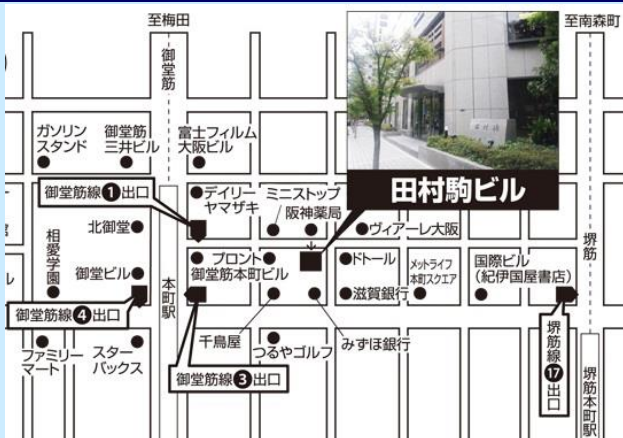 至梅田
至南森町
御堂筋
ガソリン
スタンド
御堂筋
三井ビル
富士フィルム
大阪ビル
田村駒ビル
御堂筋線❶出口
デイリー
ヤマザキ
ミニストップ
阪神薬局
ヴィアーレ大阪
北御堂
相愛学園
御堂ビル
本町駅
プロント
御堂筋本町ビル
ドトール
滋賀銀行
メットライフ
本町スクエア
国際ビル
(紀伊国屋書店)
堺筋
御堂筋線❹出口
千鳥屋
みずほ銀行
つるやゴルフ
ファミリー
マート
スター
バックス
御堂筋線❸出口
堺筋線⓱出口
堺筋本町駅